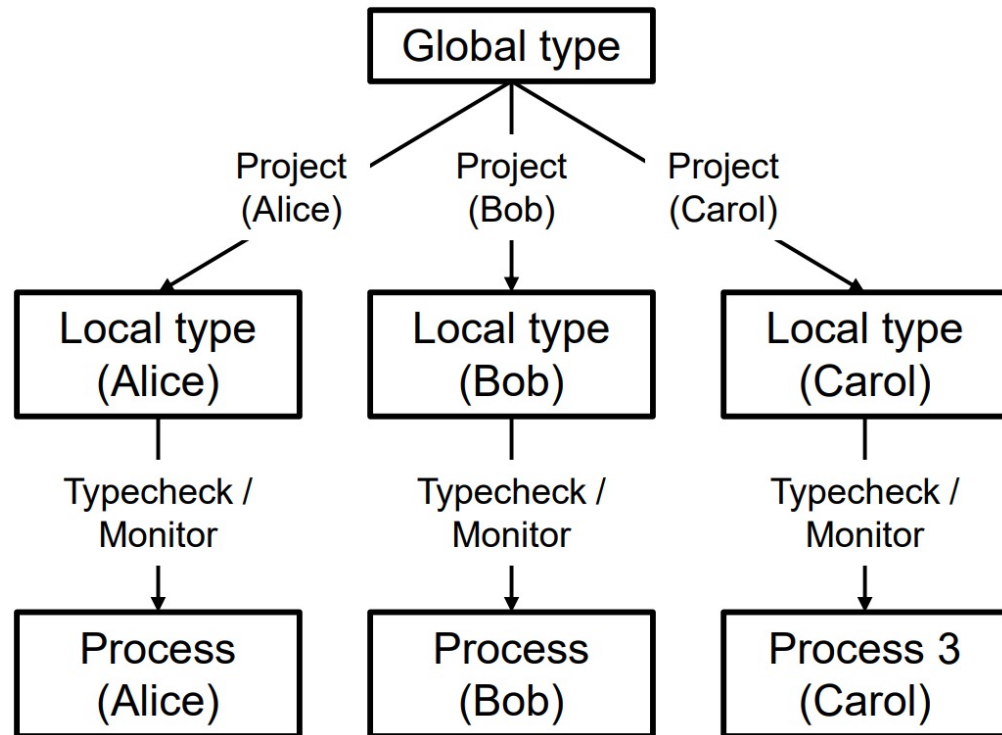 Global type
Project
(Alice)
Project
(Bob)
Project
(Carol)
Local type
(Alice)
Local type
(Bob)
Local type
(Carol)
Typecheck /
Monitor
Typecheck /
Monitor
Typecheck /
Monitor
Process
(Alice)
Process
(Bob)
Process 3
(Carol)